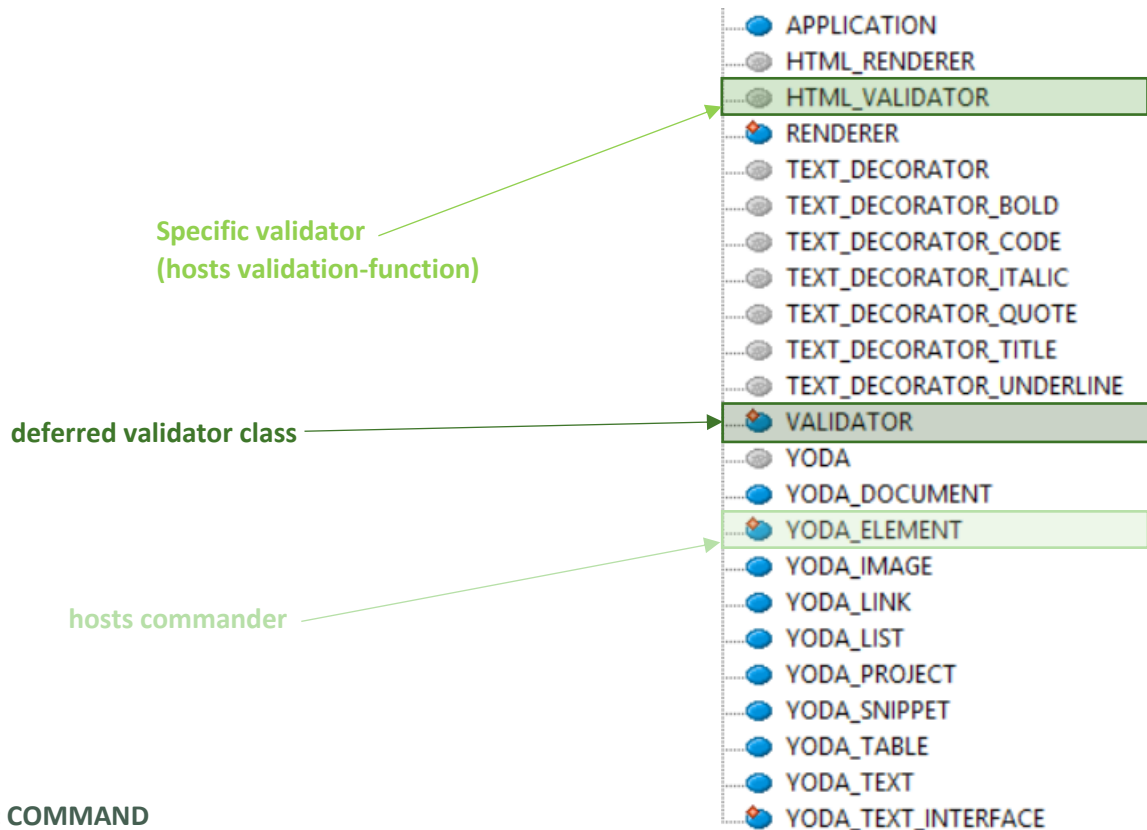 APPLICATION
HTML_RENDERER
HTML_VALIDATOR
RENDERER
TEXT_DECORATOR
TEXT_DECORATOR_BOLD
Specific validator
(hosts validation-function)
TEXT_DECORATOR_CODE
TEXT_DECORATOR_ITALIC
TEXT_DECORATOR_QUOTE
TEXT_DECORATOR_TITLE
TEXT_DECORATOR_UNDERLINE
deferred validator class
VALIDATOR
YODA
YODA_DOCUMENT
YODA_ELEMENT
YODA_IMAGE
YODA_LINK
hosts commander
YODA_LIST
YODA_PROJECT
YODA_SNIPPET
YODA_TABLE
YODA_TEXT
YODA_TEXT_INTERFACE
COMMAND